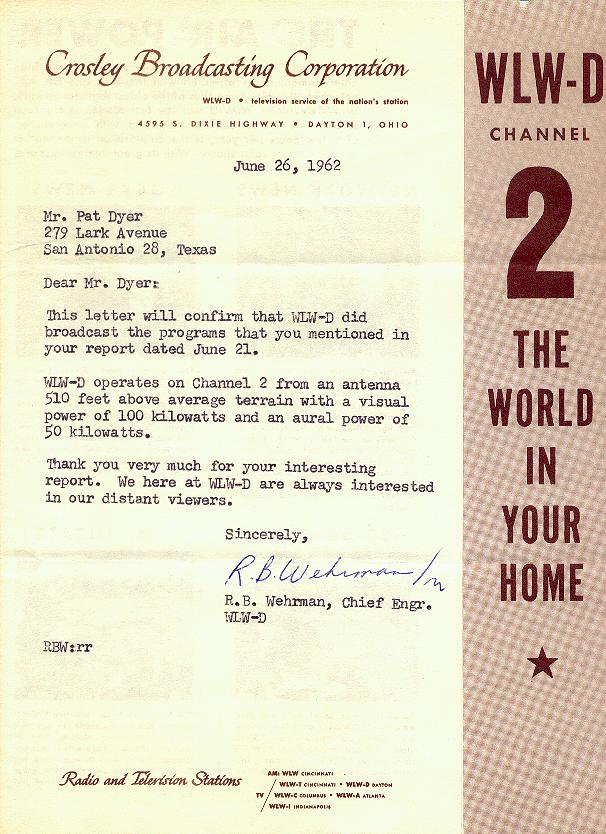 Crosley Broadcasting Corporation
WLW-D • television service of the nation's station
4595 S. DIXIE HIGHWAY • DAYTON 1, OHIO
June 26, 1962
Mr. Pat Dyer
279 Lark Avenue
San Antonio 28, Texas
Dear Mr. Dyer:
This letter will confirm that WLW-D did
broadcast the programs that you mentioned in
your report dated June 21.
WLW-D operates on Channel 2 from an antenna
510 feet above average terrain with a visual
power of 100 kilowatts and an aural power of
50 kilowatts.
Thank you very much for your interesting
report. We here at WLW-D are always interested
in our distant viewers.
Sincerely,
R.B. Wehrman/r
R.B. Wehrman, Chief Engr.
WLW-D
RBW:rr
Radio and Television Stations
AM: WLW CINCINNATI
WLW-T CINCINNATI • WLW-D DAYTON
TV WLW-C COLUMBUS • WLW-A ATLANTA
WLW-I INDIANAPOLIS
WLW-D
CHANNEL
2
THE
WORLD
IN
YOUR
HOME
THE AIR POWER